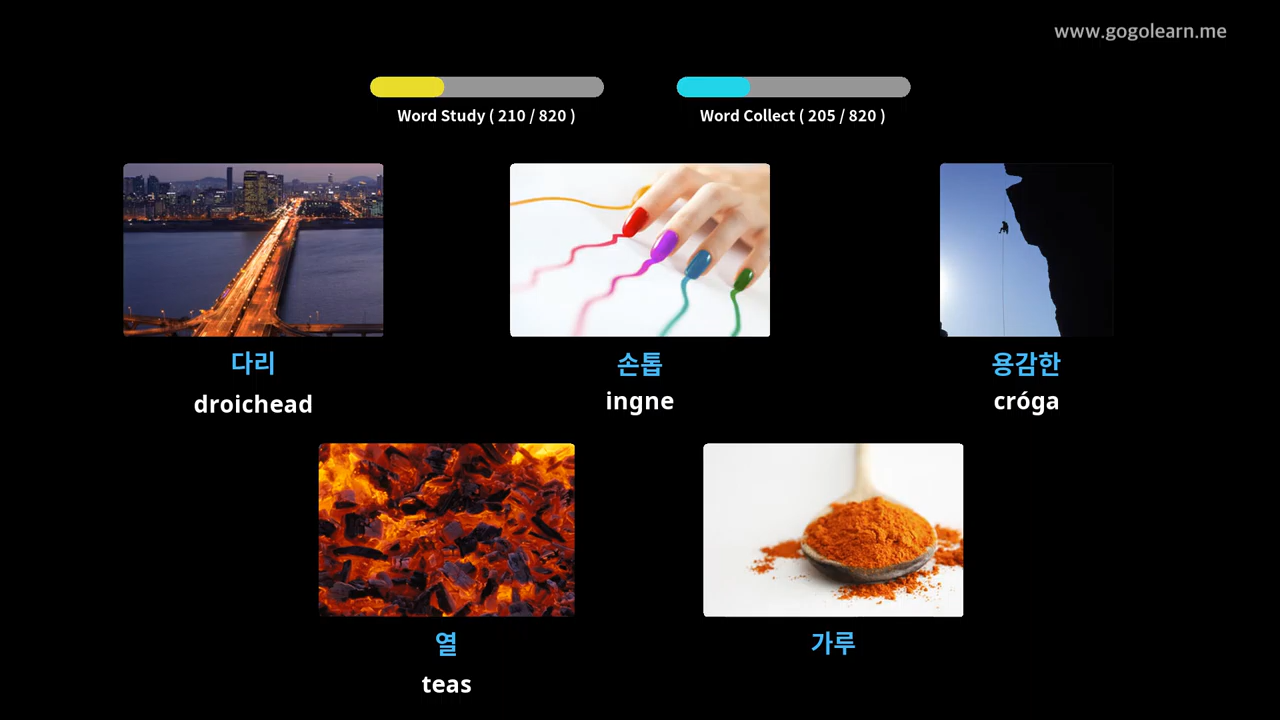 www.gogolearn.me
Word Study ( 210 / 820 )
Word Collect ( 205 / 820 )
다리
droichead
손톱
ingne
용감한
cróga
열
teas
가루